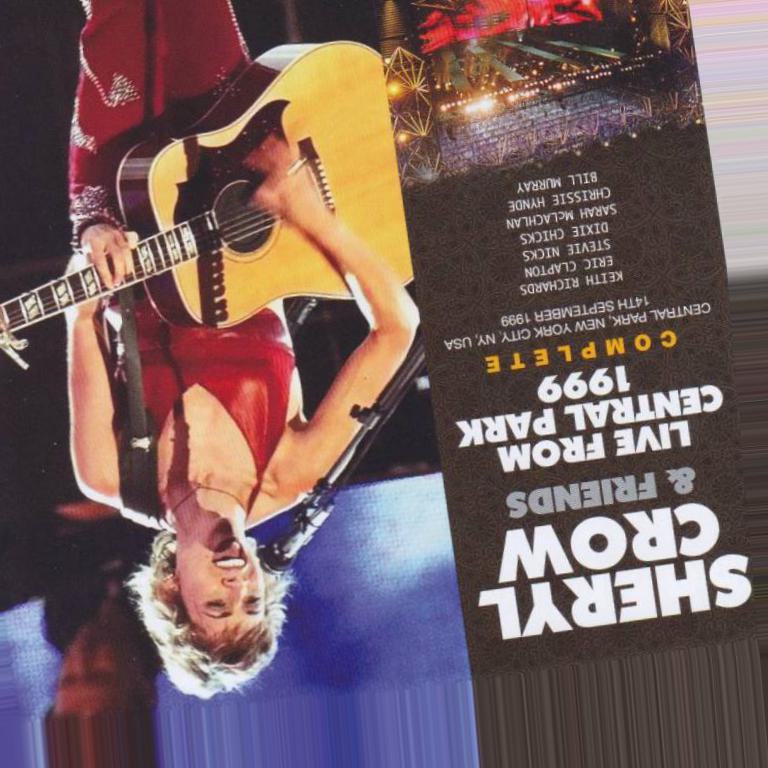 SHERYL
CROW
& FRIENDS
LIVE FROM
CENTRAL PARK
1999
COMPLETE
CENTRAL PARK, NEW YORK CITY, NY, USA
14TH SEPTEMBER 1999
KEITH RICHARDS
ERIC CLAPTON
STEVIE NICKS
DIXIE CHICKS
SARAH McLACHLAN
CHRISSIE HYNDE
BILL MURRAY